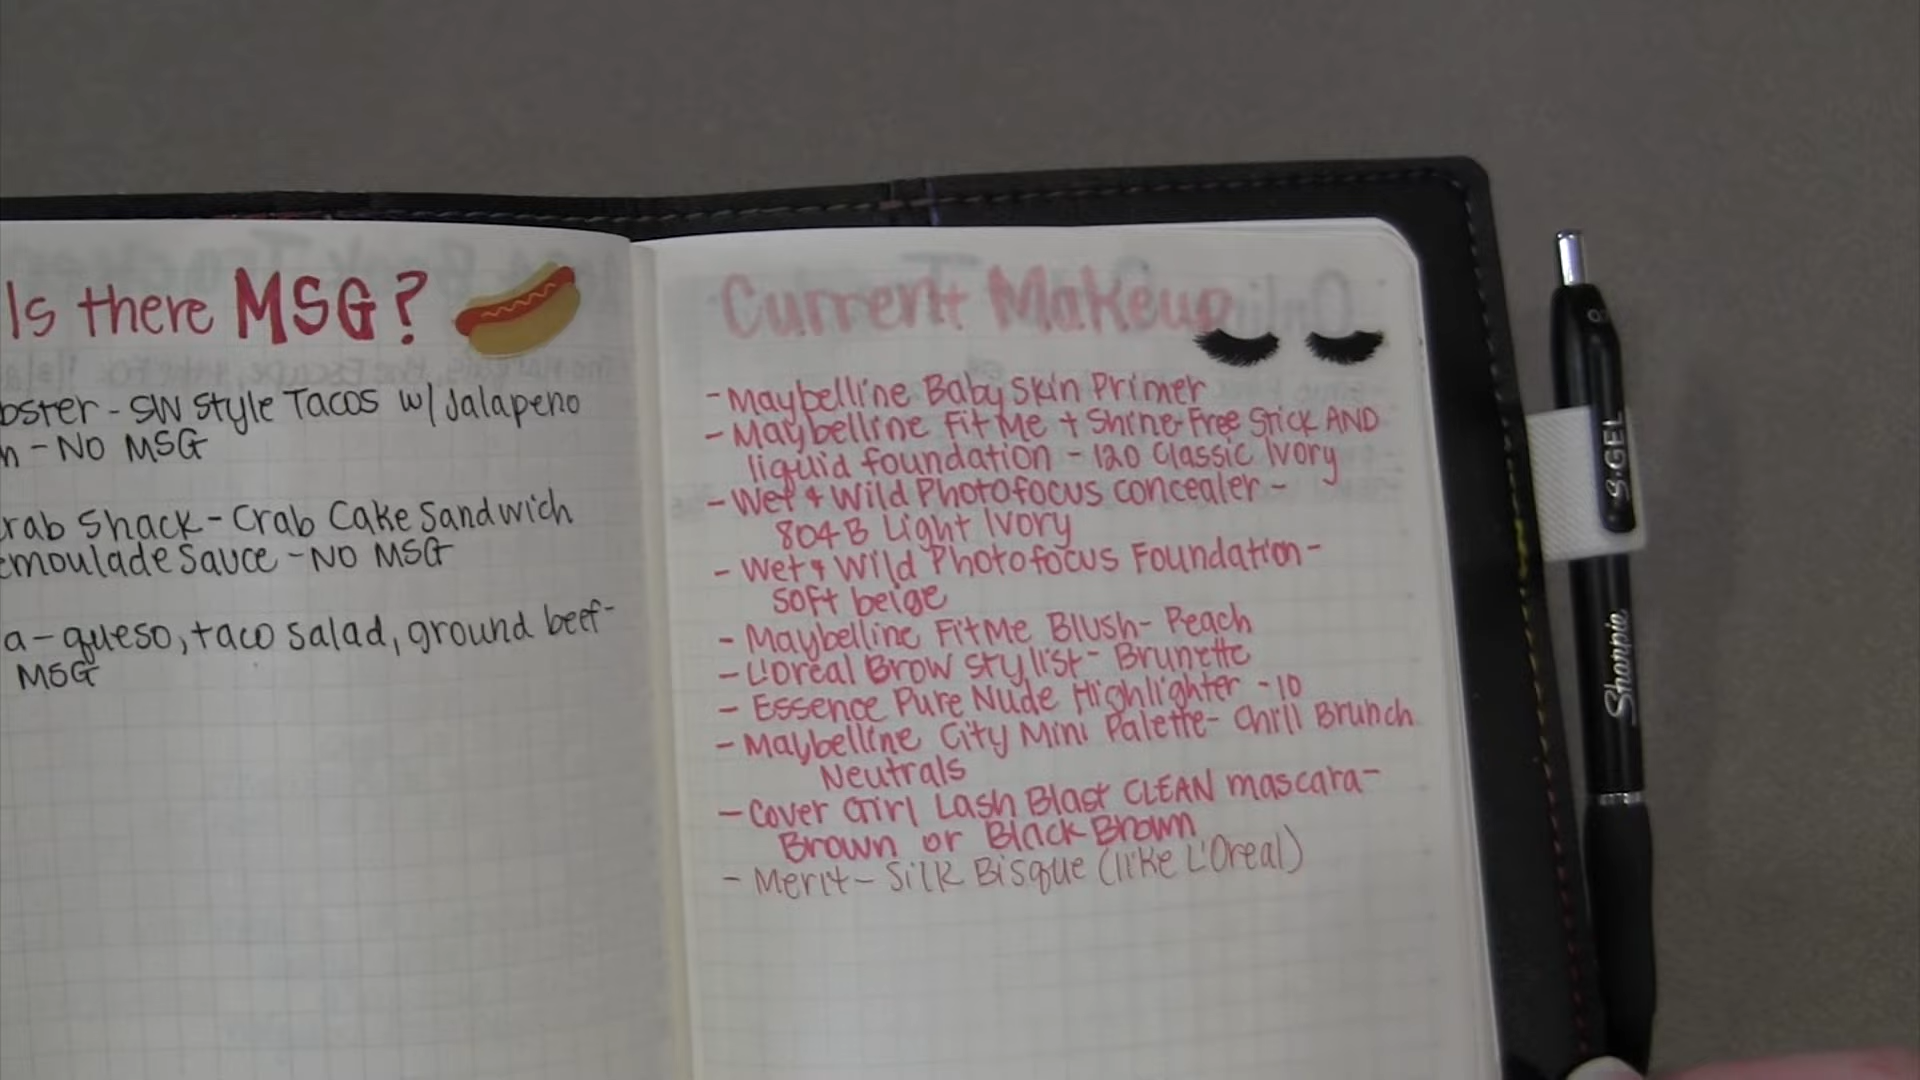 Is there MSG?
bster - SW Style Tacos w/ Jalapeno
h - NO MSG
rab Shack - Crab Cake Sandwich
emoulade Sauce - NO MSG
a - queso, taco salad, ground beef-
MSG
Current Makeup
- Maybelline Baby Skin Primer
- Maybelline Fit Me + Shine-Free Stick AND
liquid foundation - 120 Classic Ivory
- Wet & Wild Photofocus concealer -
804B Light Ivory
- Wet & Wild Photofocus Foundation -
soft beige
- Maybelline Fit Me Blush - Peach
- L'Oreal Brow Stylist - Brunette
- Essence Pure Nude Highlighter - 10
- Maybelline City Mini Palette - Chill Brunch
Neutrals
- Cover Girl Lash Blast CLEAN mascara -
Brown or Black Brown
- Merit - Silk Bisque (like L'Oreal)
S·GEL
Sharpie